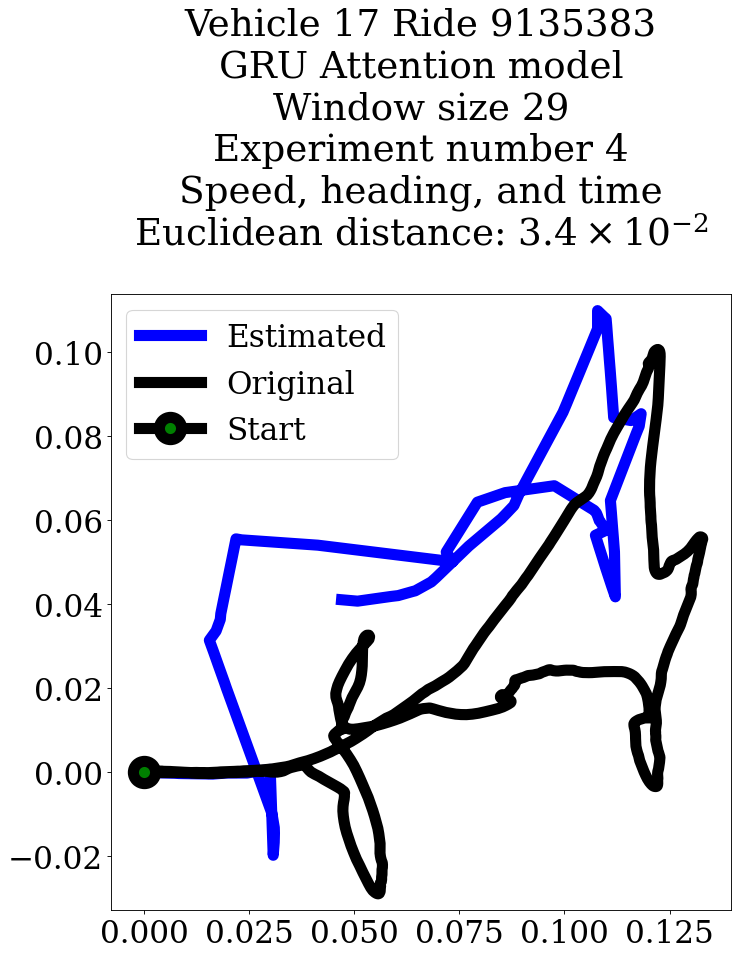 Vehicle 17 Ride 9135383
GRU Attention model
Window size 29
Experiment number 4
Speed, heading, and time
Euclidean distance: 3.4 × 10⁻²
Estimated
Original
Start
0.10
0.08
0.06
0.04
0.02
0.00
−0.02
0.000 0.025 0.050 0.075 0.100 0.125